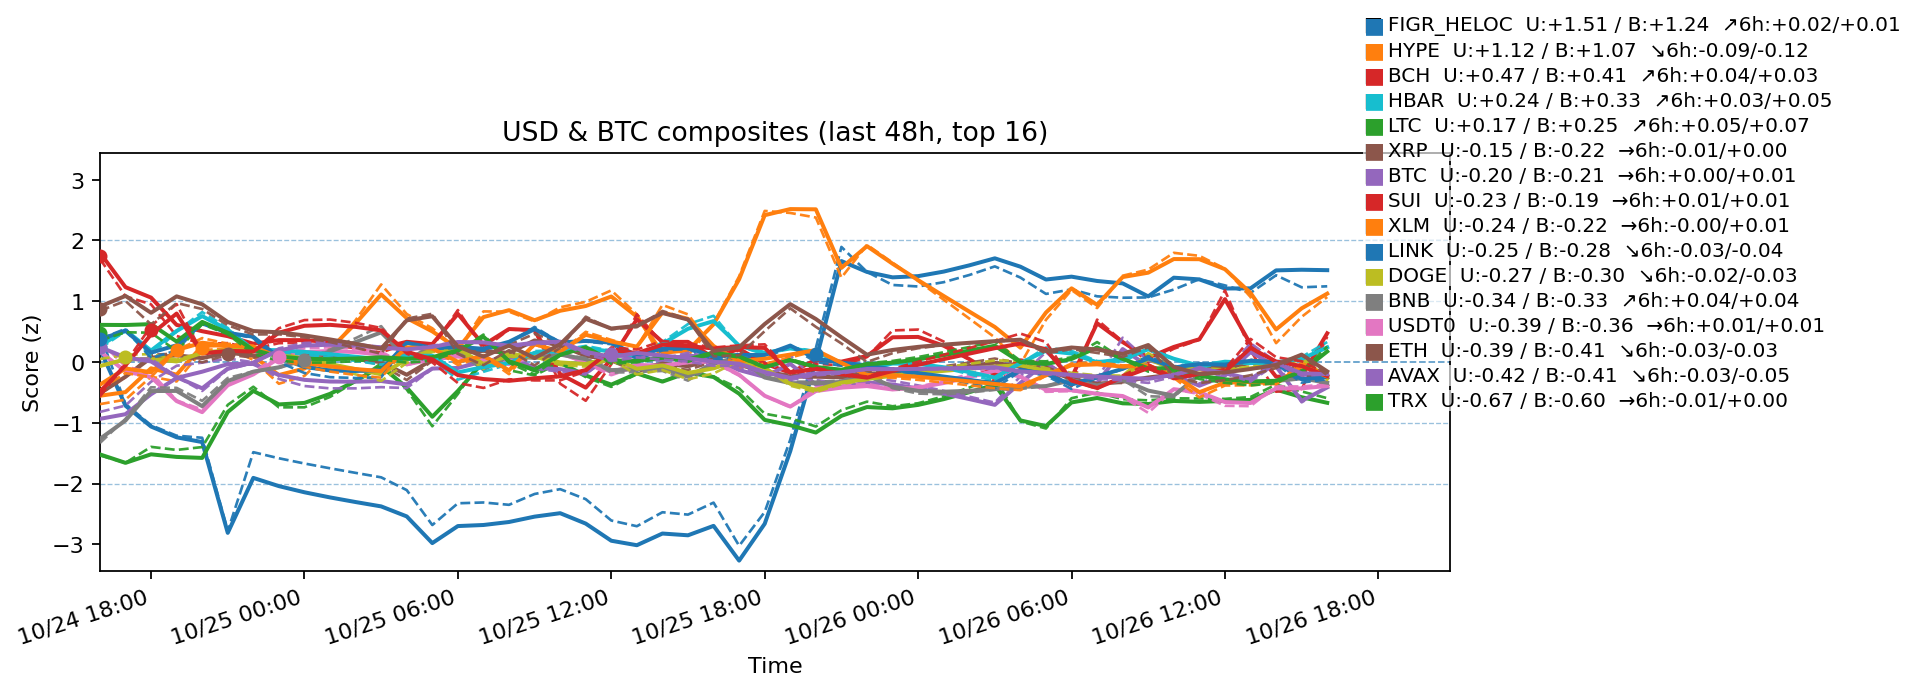 FIGR_HELOC  U:+1.51 / B:+1.24  ↗6h:+0.02/+0.01
HYPE  U:+1.12 / B:+1.07  ↘6h:-0.09/-0.12
BCH  U:+0.47 / B:+0.41  ↗6h:+0.04/+0.03
HBAR  U:+0.24 / B:+0.33  ↗6h:+0.03/+0.05
LTC  U:+0.17 / B:+0.25  ↗6h:+0.05/+0.07
XRP  U:-0.15 / B:-0.22  →6h:-0.01/+0.00
BTC  U:-0.20 / B:-0.21  →6h:+0.00/+0.01
SUI  U:-0.23 / B:-0.19  →6h:+0.01/+0.01
XLM  U:-0.24 / B:-0.22  →6h:-0.00/+0.01
LINK  U:-0.25 / B:-0.28  ↘6h:-0.03/-0.04
DOGE  U:-0.27 / B:-0.30  ↘6h:-0.02/-0.03
BNB  U:-0.34 / B:-0.33  ↗6h:+0.04/+0.04
USDT0  U:-0.39 / B:-0.36  →6h:+0.01/+0.01
ETH  U:-0.39 / B:-0.41  ↘6h:-0.03/-0.03
AVAX  U:-0.42 / B:-0.41  ↘6h:-0.03/-0.05
TRX  U:-0.67 / B:-0.60  →6h:-0.01/+0.00
USD & BTC composites (last 48h, top 16)
Score (z)
3
2
1
0
−1
−2
−3
10/24 18:00
10/25 00:00
10/25 06:00
10/25 12:00
10/25 18:00
10/26 00:00
10/26 06:00
10/26 12:00
10/26 18:00
Time